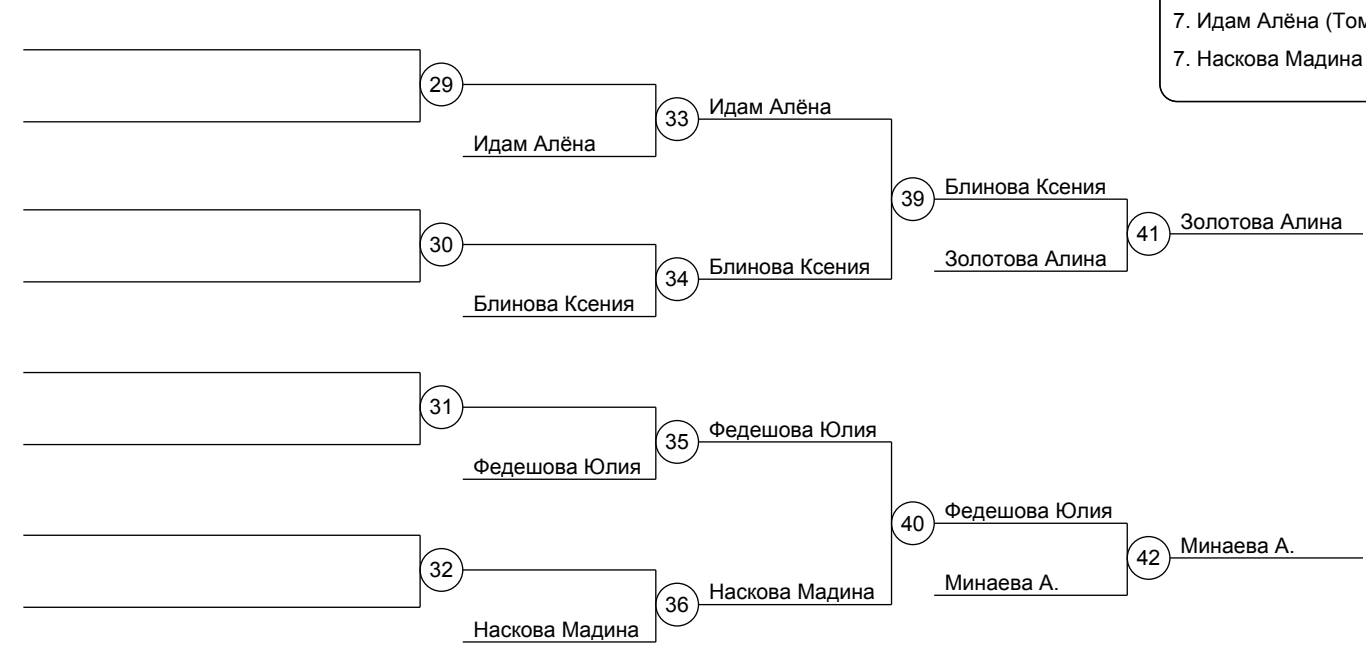 7. Идам Алёна (Том
7. Наскова Мадина
29
33
Идам Алёна
Идам Алёна
39
Блинова Ксения
30
34
Блинова Ксения
Блинова Ксения
Золотова Алина
41
Золотова Алина
31
35
Федешова Юлия
Федешова Юлия
40
Федешова Юлия
32
36
Наскова Мадина
Наскова Мадина
Минаева А.
42
Минаева А.